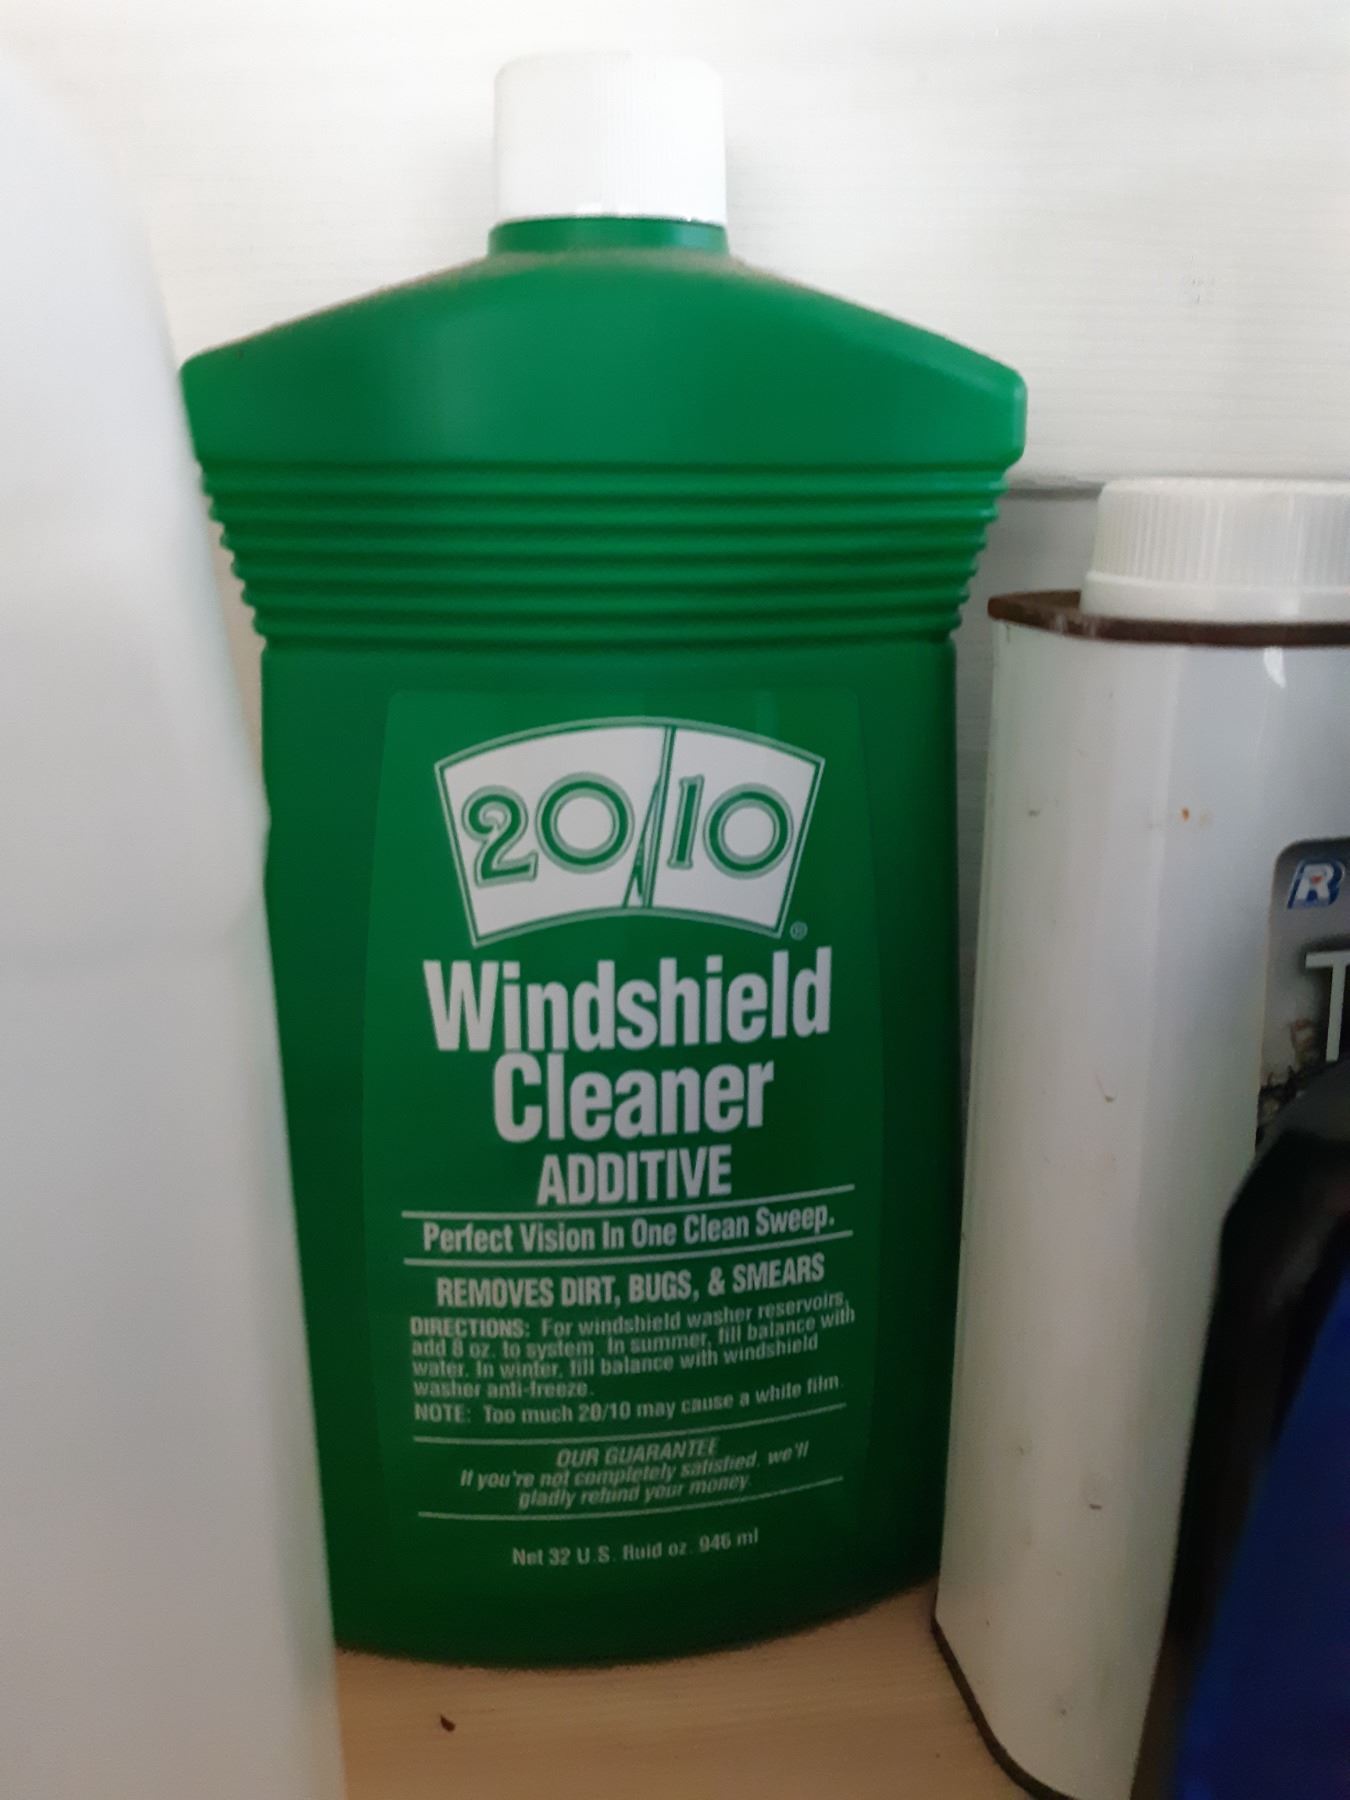 20/10
®
Windshield
Cleaner
ADDITIVE
Perfect Vision In One Clean Sweep.
REMOVES DIRT, BUGS, & SMEARS
DIRECTIONS: For windshield washer reservoirs,
add 8 oz. to system. In summer, fill balance with
water. In winter, fill balance with windshield
washer anti-freeze.
NOTE: Too much 20/10 may cause a white film.
OUR GUARANTEE
If you're not completely satisfied, we'll
gladly refund your money.
Net 32 U.S. fluid oz. 946 ml
R
T